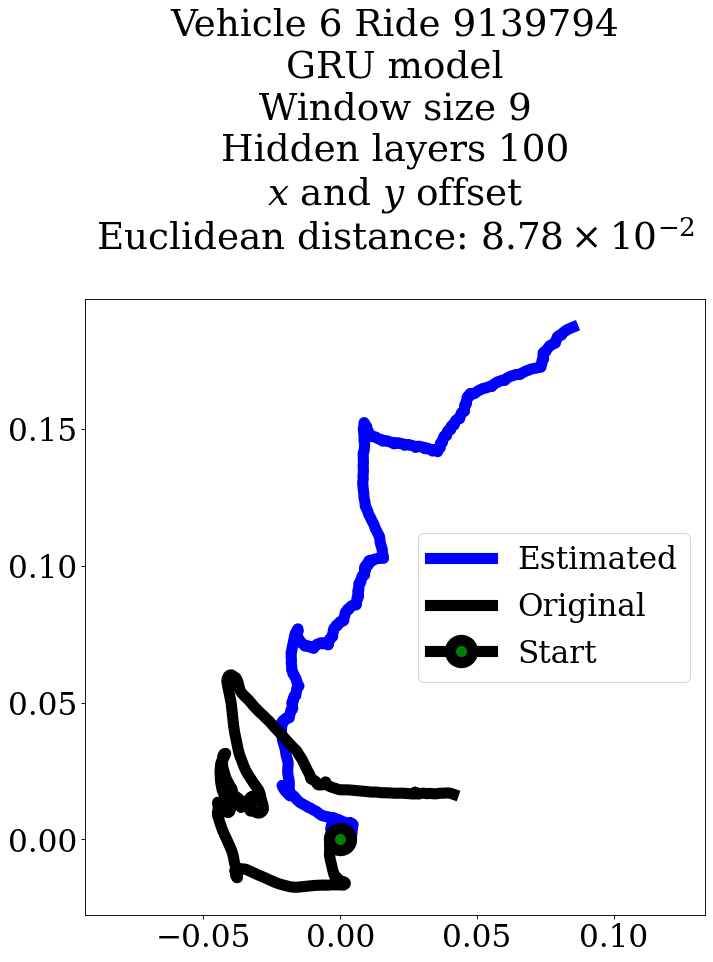 Vehicle 6 Ride 9139794
GRU model
Window size 9
Hidden layers 100
x and y offset
Euclidean distance: 8.78 × 10⁻²
0.15
0.10
0.05
0.00
Estimated
Original
Start
−0.05 0.00 0.05 0.10